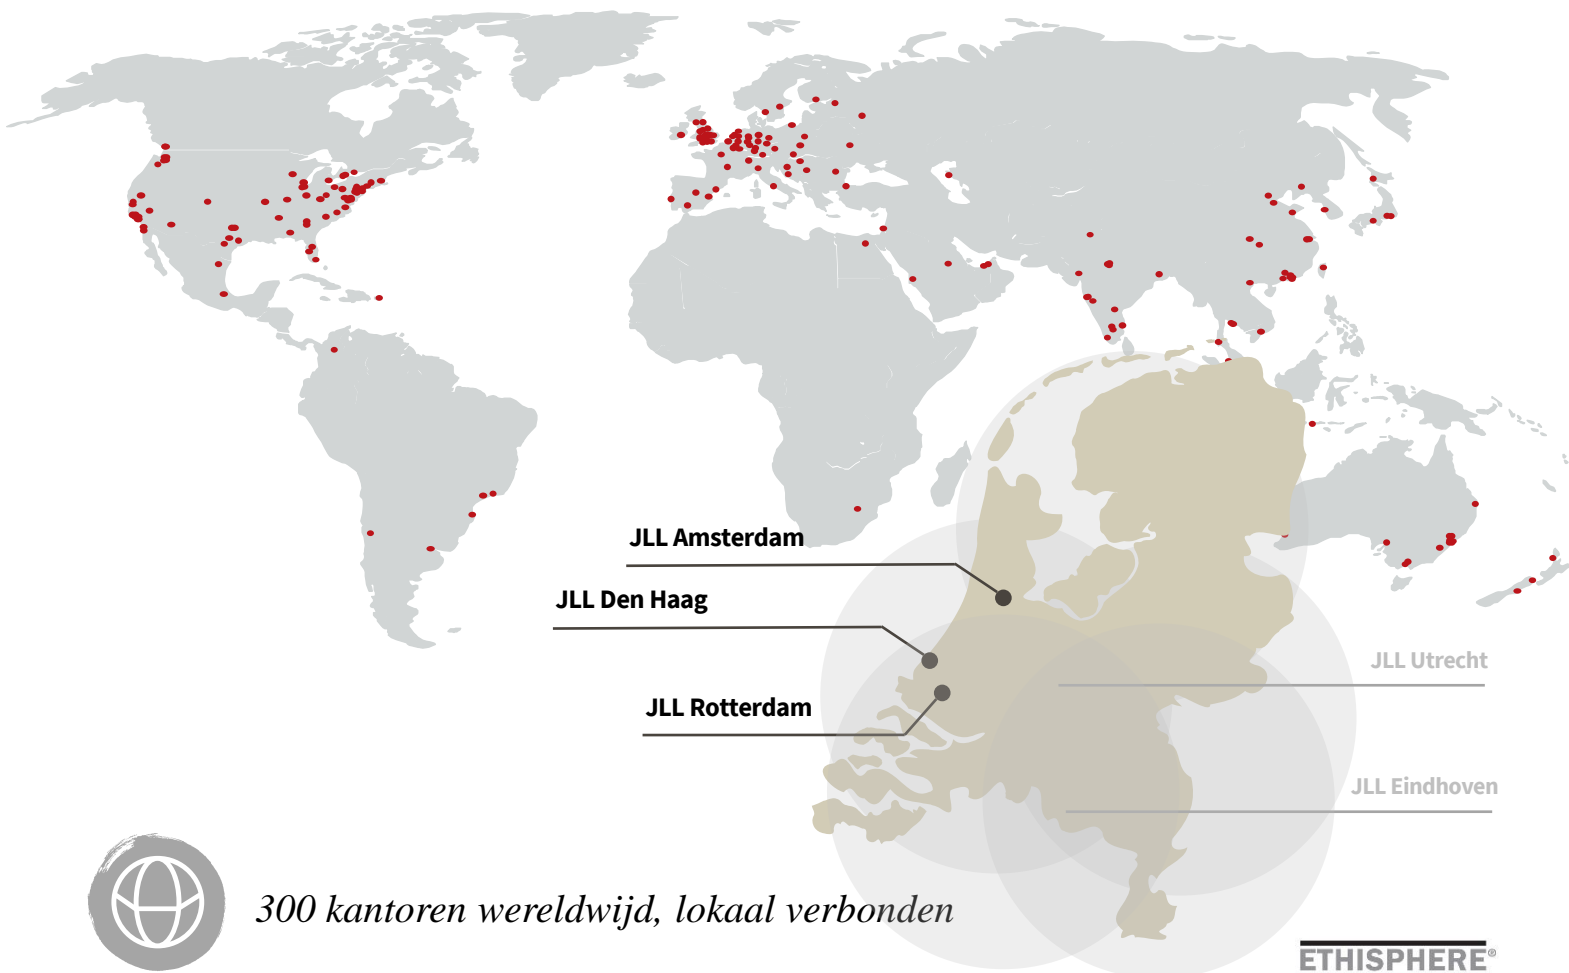 JLL Amsterdam
JLL Den Haag
JLL Utrecht
JLL Rotterdam
JLL Eindhoven
300 kantoren wereldwijd, lokaal verbonden
ETHISPHERE®